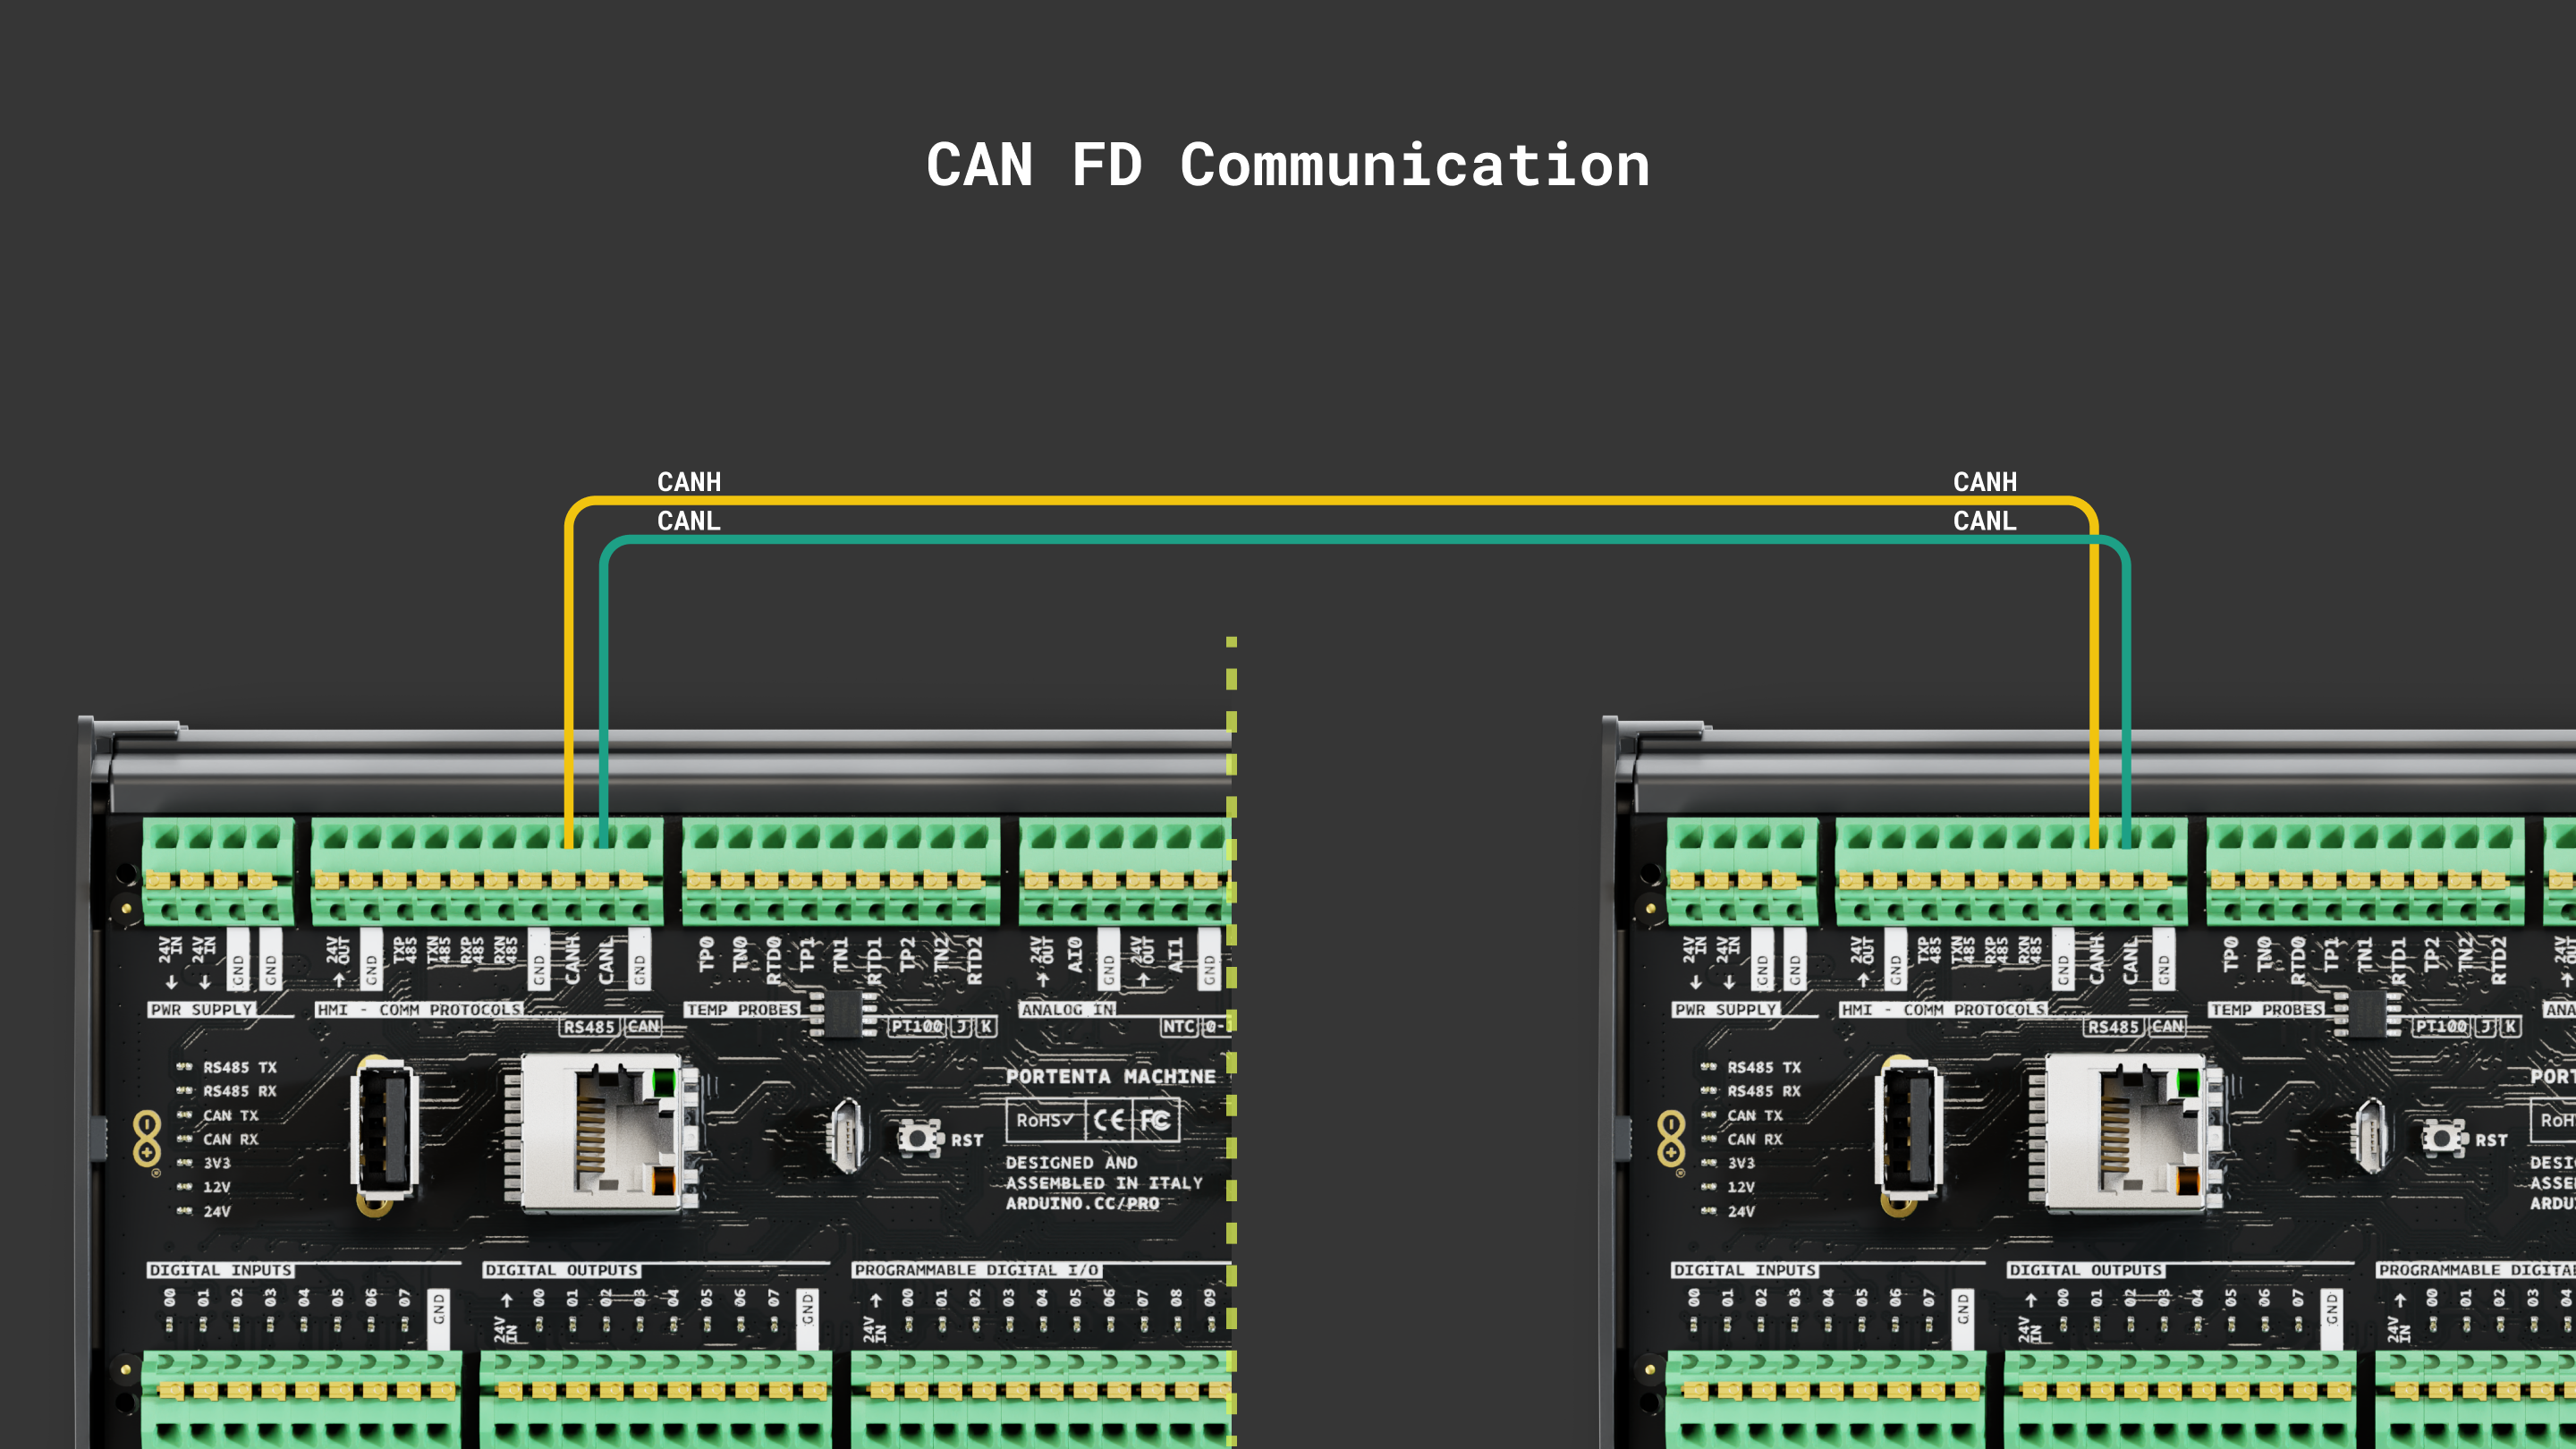 CAN FD Communication
CANH CANH
CANL CANL
24V IN 24V IN GND GND 24V OUT GND TXP 485 TXN 485 RXP 485 RXN 485 GND CANH CANL GND TP0 TN0 RTD0 TP1 TN1 RTD1 TP2 TN2 RTD2 24V OUT AI0 GND 24V OUT AI1 GND
PWR SUPPLY HMI - COMM PROTOCOLS TEMP PROBES ANALOG IN
RS485 CAN PT100 J K NTC 0-
RS485 TX
RS485 RX
CAN TX
CAN RX
3V3
12V
24V
RST
PORTENTA MACHINE
RoHS CE FC
DESIGNED AND
ASSEMBLED IN ITALY
ARDUINO.CC/PRO
DIGITAL INPUTS DIGITAL OUTPUTS PROGRAMMABLE DIGITAL I/O
00 01 02 03 04 05 06 07 GND 24V IN 00 01 02 03 04 05 06 07 GND 24V IN 00 01 02 03 04 05 06 07 08 09
24V IN 24V IN GND GND 24V OUT GND TXP 485 TXN 485 RXP 485 RXN 485 GND CANH CANL GND TP0 TN0 RTD0 TP1 TN1 RTD1 TP2 TN2 RTD2 24V
PWR SUPPLY HMI - COMM PROTOCOLS TEMP PROBES ANA
RS485 CAN PT100 J K
RS485 TX
RS485 RX
CAN TX
CAN RX
3V3
12V
24V
RST
PORT
RoH
DESI
ASSE
ARDU
DIGITAL INPUTS DIGITAL OUTPUTS PROGRAMMABLE DIGITA
00 01 02 03 04 05 06 07 GND 24V IN 00 01 02 03 04 05 06 07 GND 24V IN 00 01 02 03 04